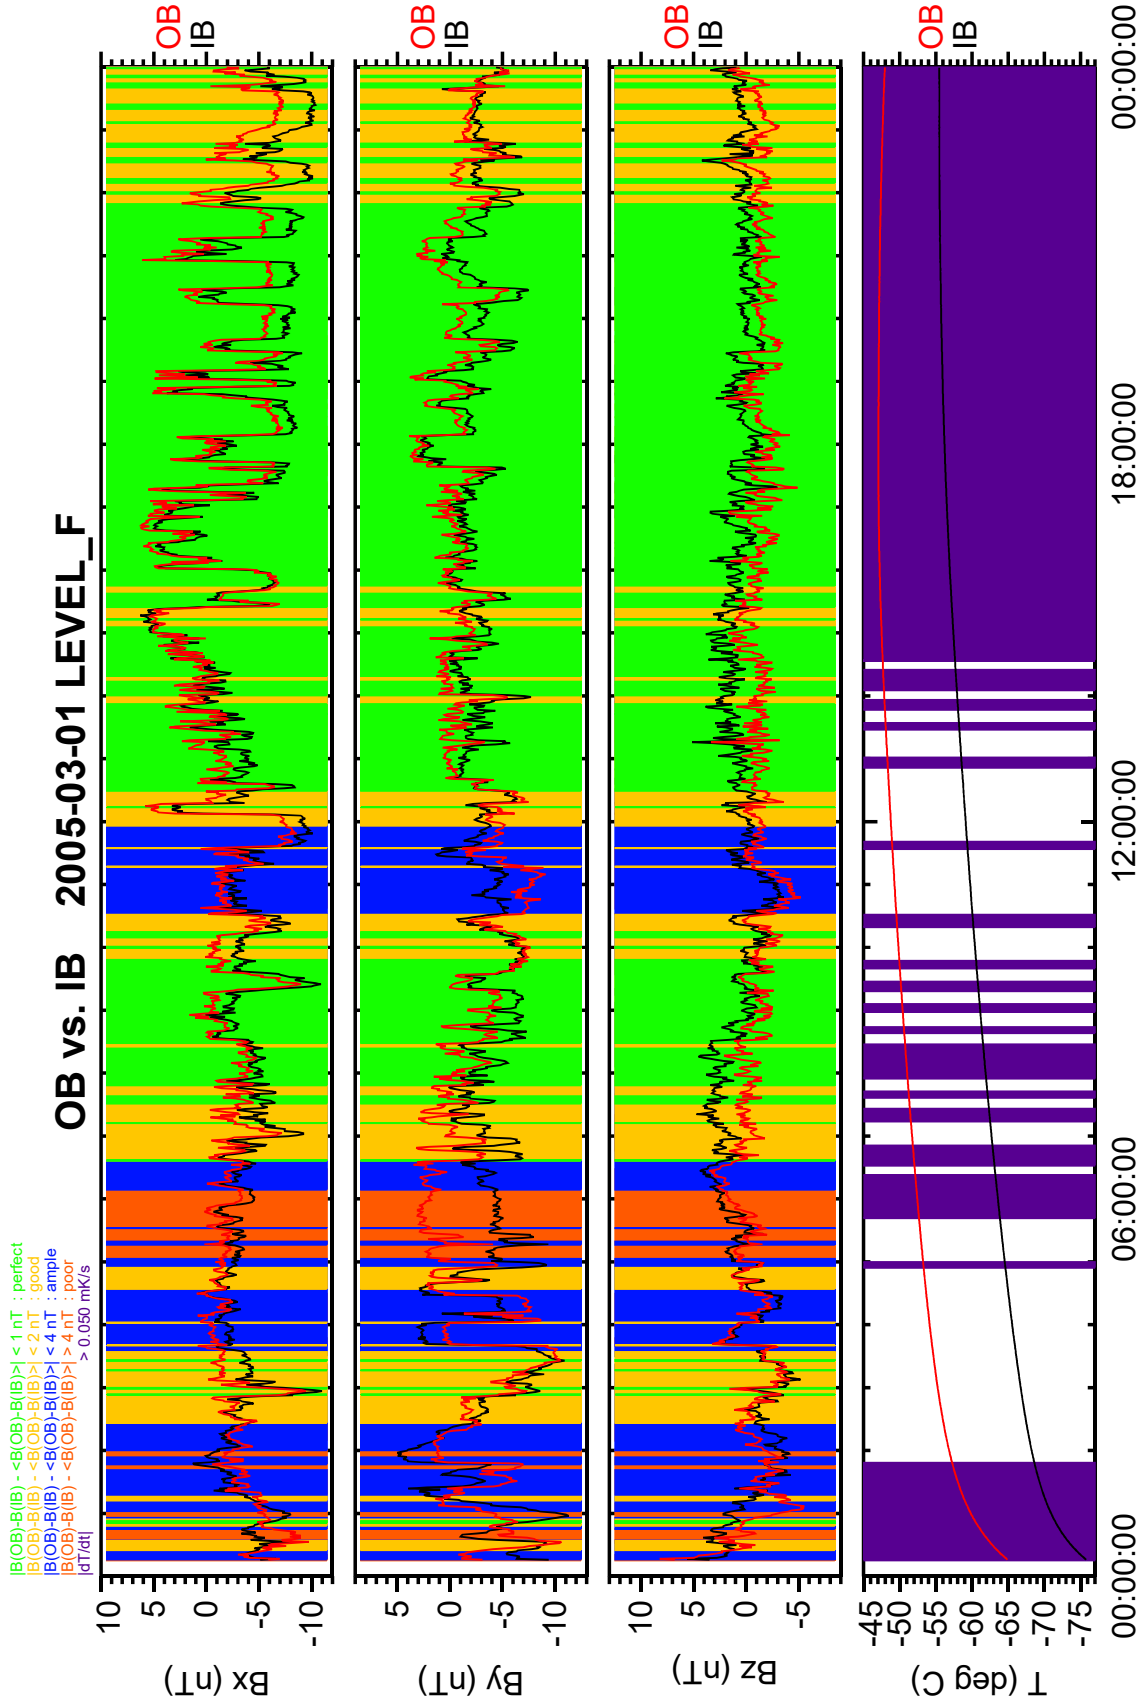 |B(OB)-B(IB) - <B(OB)-B(IB)>| < 1 nT : perfect
|B(OB)-B(IB) - <B(OB)-B(IB)>| < 2 nT : good
|B(OB)-B(IB) - <B(OB)-B(IB)>| < 4 nT : ample
|B(OB)-B(IB) - <B(OB)-B(IB)>| > 4 nT : poor
|dT/dt| > 0.050 mK/s
OB vs. IB 2005-03-01 LEVEL_F
Bx (nT)
10
5
0
-5
-10
OB
IB
By (nT)
5
0
-5
-10
OB
IB
Bz (nT)
10
5
0
-5
OB
IB
T (deg C)
-45
-50
-55
-60
-65
-70
-75
OB
IB
00:00:00 06:00:00 12:00:00 18:00:00 00:00:00